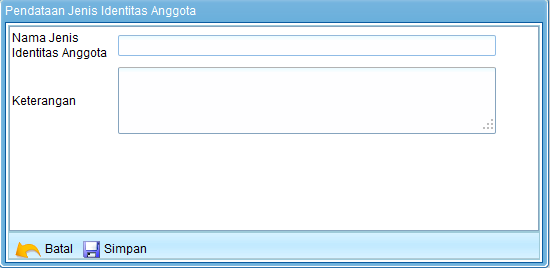 Pendataan Jenis Identitas Anggota
Nama Jenis
Identitas Anggota
Keterangan
Batal Simpan